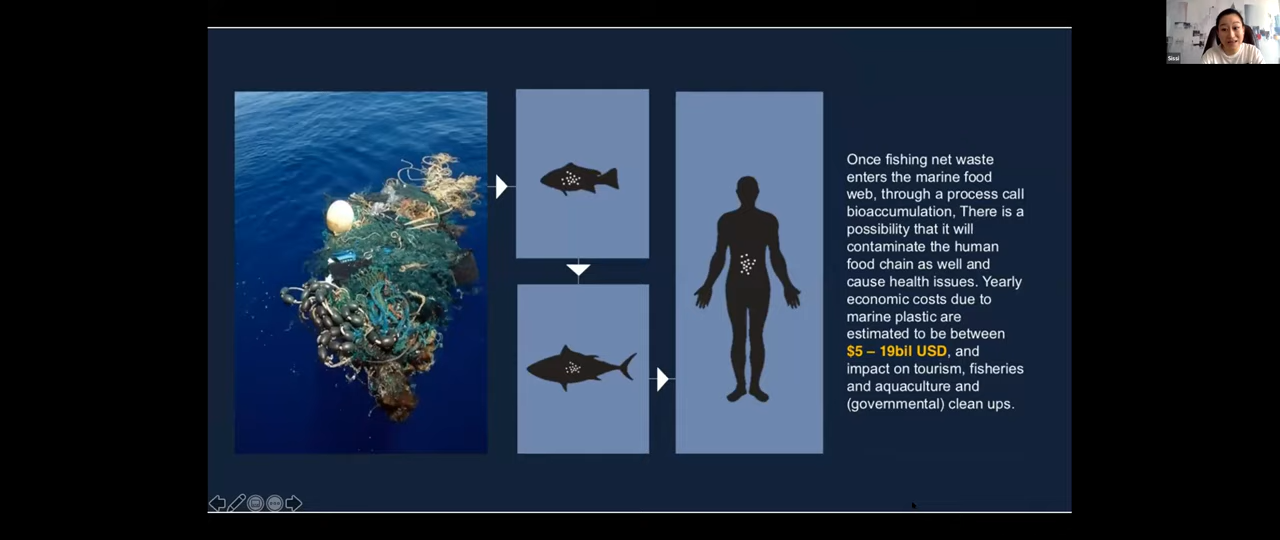 Sissi
Once fishing net waste
enters the marine food
web, through a process call
bioaccumulation, There is a
possibility that it will
contaminate the human
food chain as well and
cause health issues. Yearly
economic costs due to
marine plastic are
estimated to be between
$5 – 19bil USD, and
impact on tourism, fisheries
and aquaculture and
(governmental) clean ups.